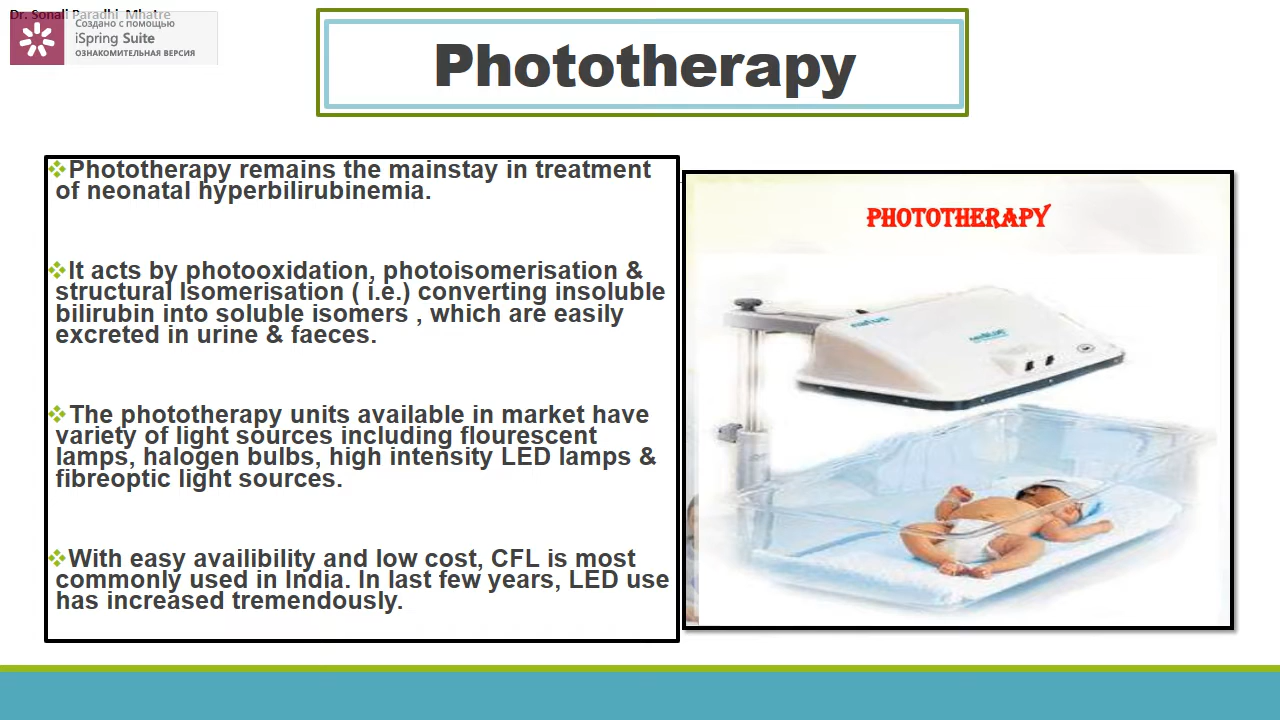 Dr. Sonali Paradhi Mhatre
Создано с помощью
iSpring Suite
ОЗНАКОМИТЕЛЬНАЯ ВЕРСИЯ
Phototherapy
Phototherapy remains the mainstay in treatment
of neonatal hyperbilirubinemia.
It acts by photooxidation, photoisomerisation &
structural Isomerisation ( i.e.) converting insoluble
bilirubin into soluble isomers , which are easily
excreted in urine & faeces.
The phototherapy units available in market have
variety of light sources including flourescent
lamps, halogen bulbs, high intensity LED lamps &
fibreoptic light sources.
With easy availibility and low cost, CFL is most
commonly used in India. In last few years, LED use
has increased tremendously.
PHOTOTHERAPY
natus
neoBLUE